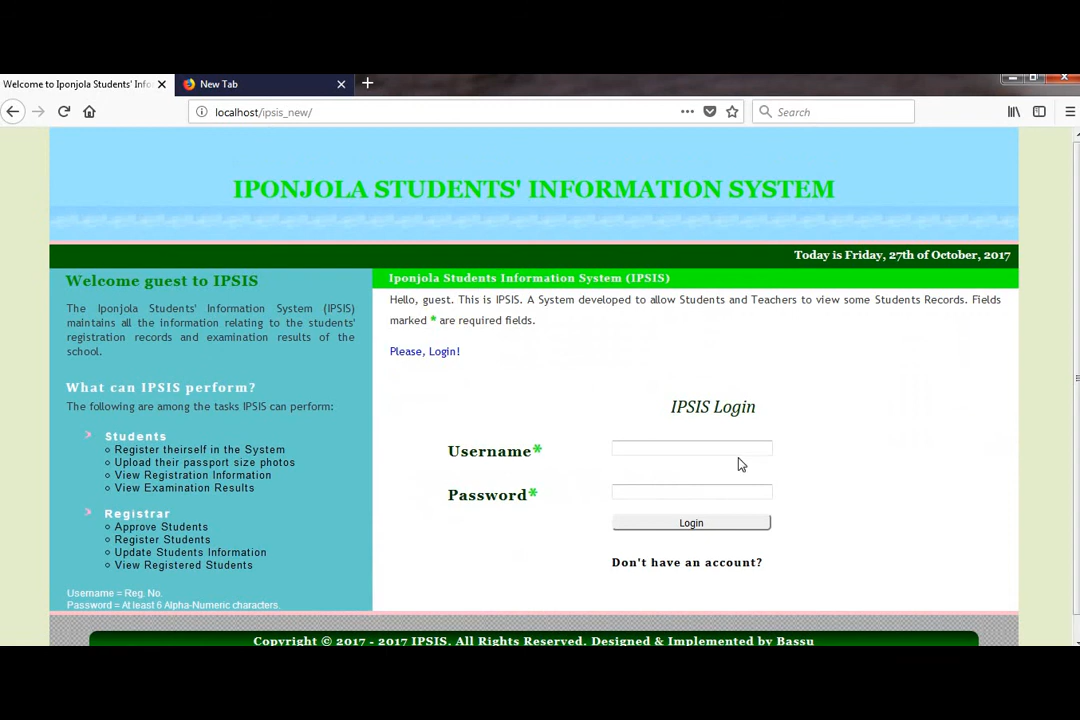 Welcome to Iponjola Students' Info
New Tab
localhost/ipsis_new/
Search
IPONJOLA STUDENTS' INFORMATION SYSTEM
Today is Friday, 27th of October, 2017
Welcome guest to IPSIS
The Iponjola Students' Information System (IPSIS)
maintains all the information relating to the students'
registration records and examination results of the
school.
What can IPSIS perform?
The following are among the tasks IPSIS can perform:
Students
Register theirself in the System
Upload their passport size photos
View Registration Information
View Examination Results
Registrar
Approve Students
Register Students
Update Students Information
View Registered Students
Username = Reg. No.
Password = At least 6 Alpha-Numeric characters.
Iponjola Students Information System (IPSIS)
Hello, guest. This is IPSIS. A System developed to allow Students and Teachers to view some Students Records. Fields
marked * are required fields.
Please, Login!
IPSIS Login
Username*
Password*
Login
Don't have an account?
Copyright © 2017 - 2017 IPSIS. All Rights Reserved. Designed & Implemented by Bassu